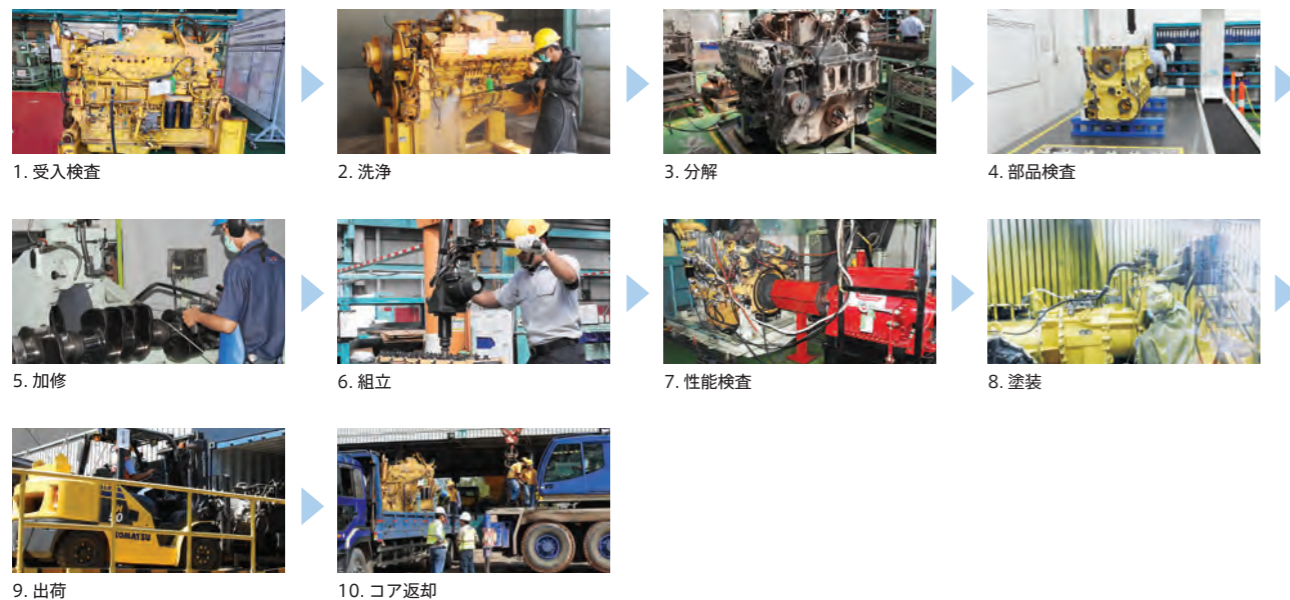 1. 受入検査
2. 洗浄
3. 分解
4. 部品検査
5. 加修
6. 組立
7. 性能検査
8. 塗装
KOMATSU
9. 出荷
10. コア返却